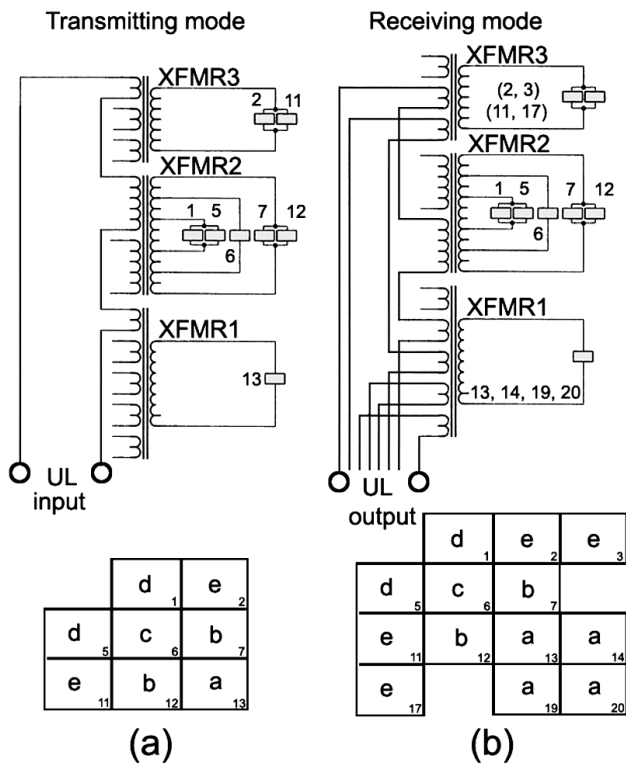 Transmitting mode
XFMR3
2 11
XFMR2
1 5 7 12
6
XFMR1
13
UL
input
d 1 e 2
d 5 c 6 b 7
e 11 b 12 a 13
(a)
Receiving mode
XFMR3
(2, 3)
(11, 17)
XFMR2
1 5 7 12
6
XFMR1
13, 14, 19, 20
UL
output
d 1 e 2 e 3
d 5 c 6 b 7
e 11 b 12 a 13 a 14
e 17 a 19 a 20
(b)